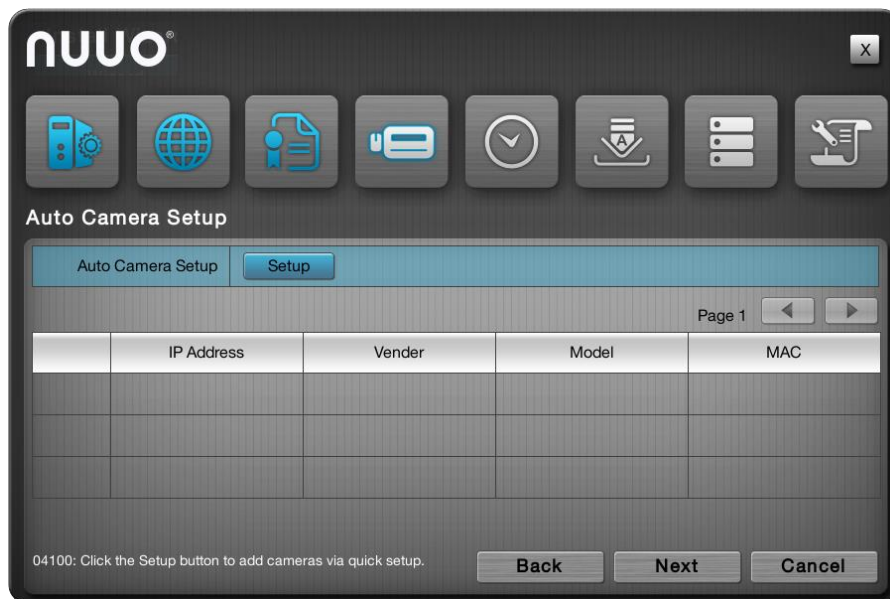 nuuo®
X
A
Auto Camera Setup
Auto Camera Setup Setup
Page 1
IP Address Vender Model MAC
04100: Click the Setup button to add cameras via quick setup.
Back Next Cancel